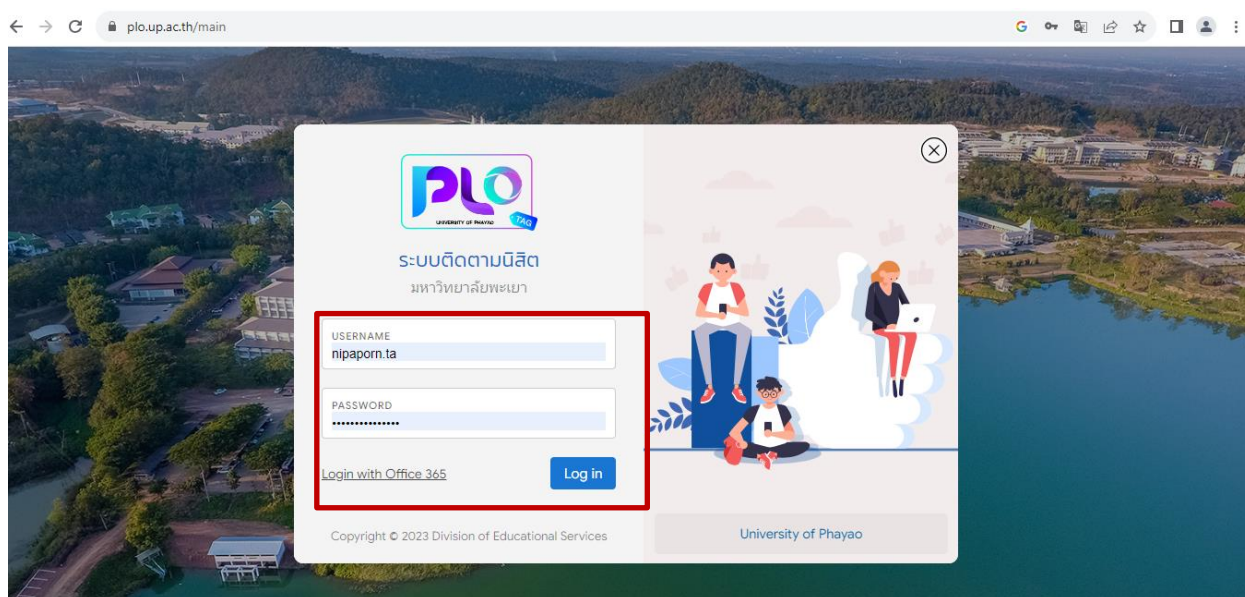 plo.up.ac.th/main
PLO
UNIVERSITY OF PHAYAO
TAG
ระบบติดตามนิสิต
มหาวิทยาลัยพะเยา
USERNAME
nipaporn.ta
PASSWORD
•••••••••••••••
Login with Office 365
Log in
Copyright © 2023 Division of Educational Services
University of Phayao